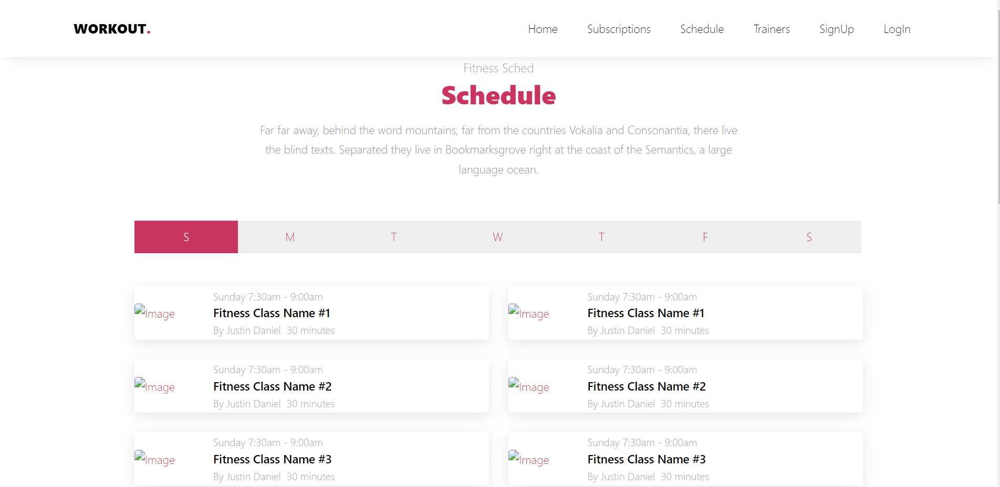 WORKOUT.
Home Subscriptions Schedule Trainers SignUp LogIn
Fitness Sched
Schedule
Far far away, behind the word mountains, far from the countries Vokalia and Consonantia, there live
the blind texts. Separated they live in Bookmarksgrove right at the coast of the Semantics, a large
language ocean.
S M T W T F S
Image
Sunday 7:30am - 9:00am
Fitness Class Name #1
By Justin Daniel 30 minutes
Image
Sunday 7:30am - 9:00am
Fitness Class Name #1
By Justin Daniel 30 minutes
Image
Sunday 7:30am - 9:00am
Fitness Class Name #2
By Justin Daniel 30 minutes
Image
Sunday 7:30am - 9:00am
Fitness Class Name #2
By Justin Daniel 30 minutes
Image
Sunday 7:30am - 9:00am
Fitness Class Name #3
By Justin Daniel 30 minutes
Image
Sunday 7:30am - 9:00am
Fitness Class Name #3
By Justin Daniel 30 minutes